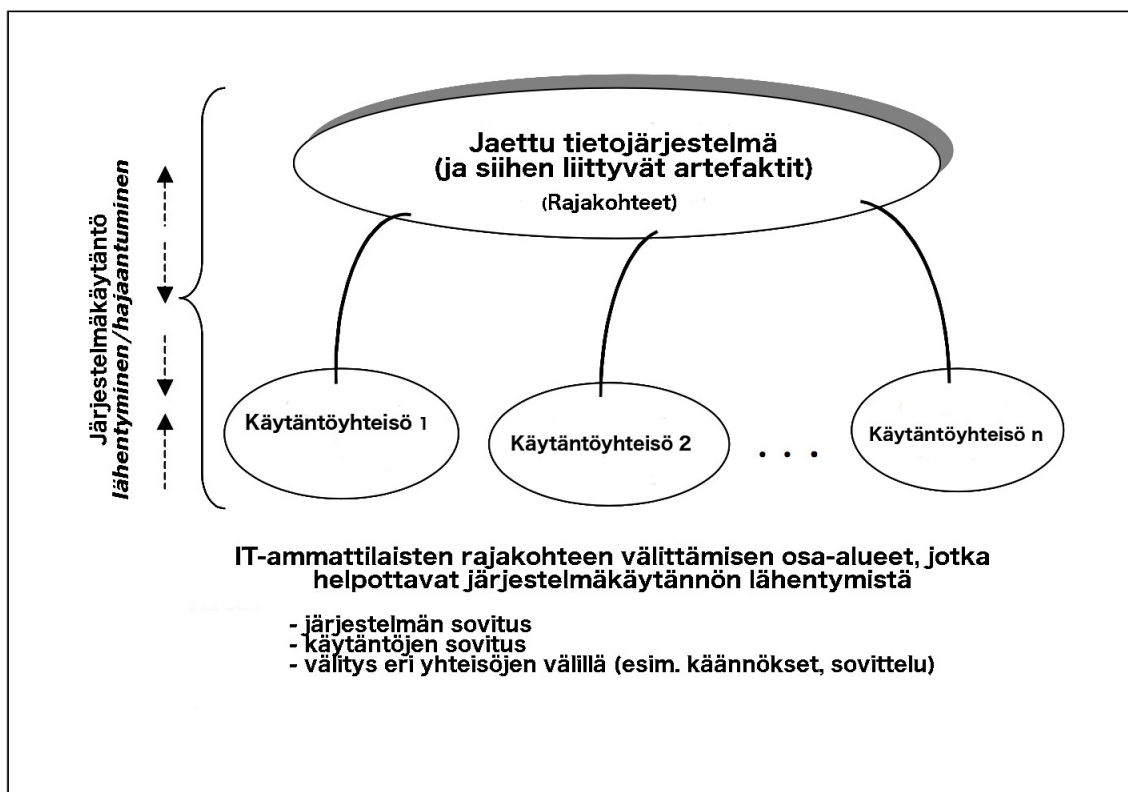 Jaettu tietojärjestelmä
(ja siihen liittyvät artefaktit)
(Rajakohteet)
Järjestelmäkäytäntö
lähentyminen/hajaantuminen
Käytäntöyhteisö 1
Käytäntöyhteisö 2
. . .
Käytäntöyhteisö n
IT-ammattilaisten rajakohteen välittämisen osa-alueet, jotka
helpottavat järjestelmäkäytännön lähentymistä
- järjestelmän sovitus
- käytäntöjen sovitus
- välitys eri yhteisöjen välillä (esim. käännökset, sovittelu)